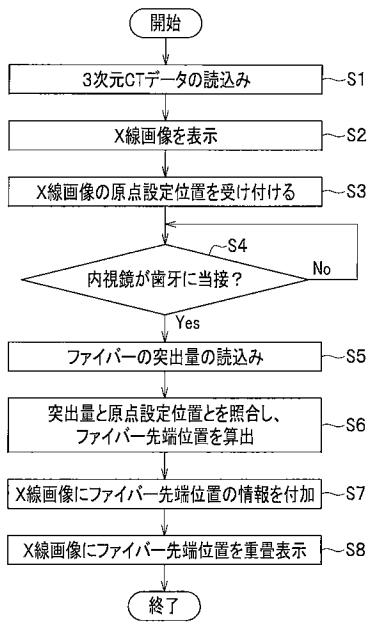 開始
3次元CTデータの読込み
S1
X線画像を表示
S2
X線画像の原点設定位置を受け付ける
S3
S4
内視鏡が歯牙に当接?
No
Yes
ファイバーの突出量の読込み
S5
突出量と原点設定位置とを照合し、
ファイバー先端位置を算出
S6
X線画像にファイバー先端位置の情報を付加
S7
X線画像にファイバー先端位置を重畳表示
S8
終了